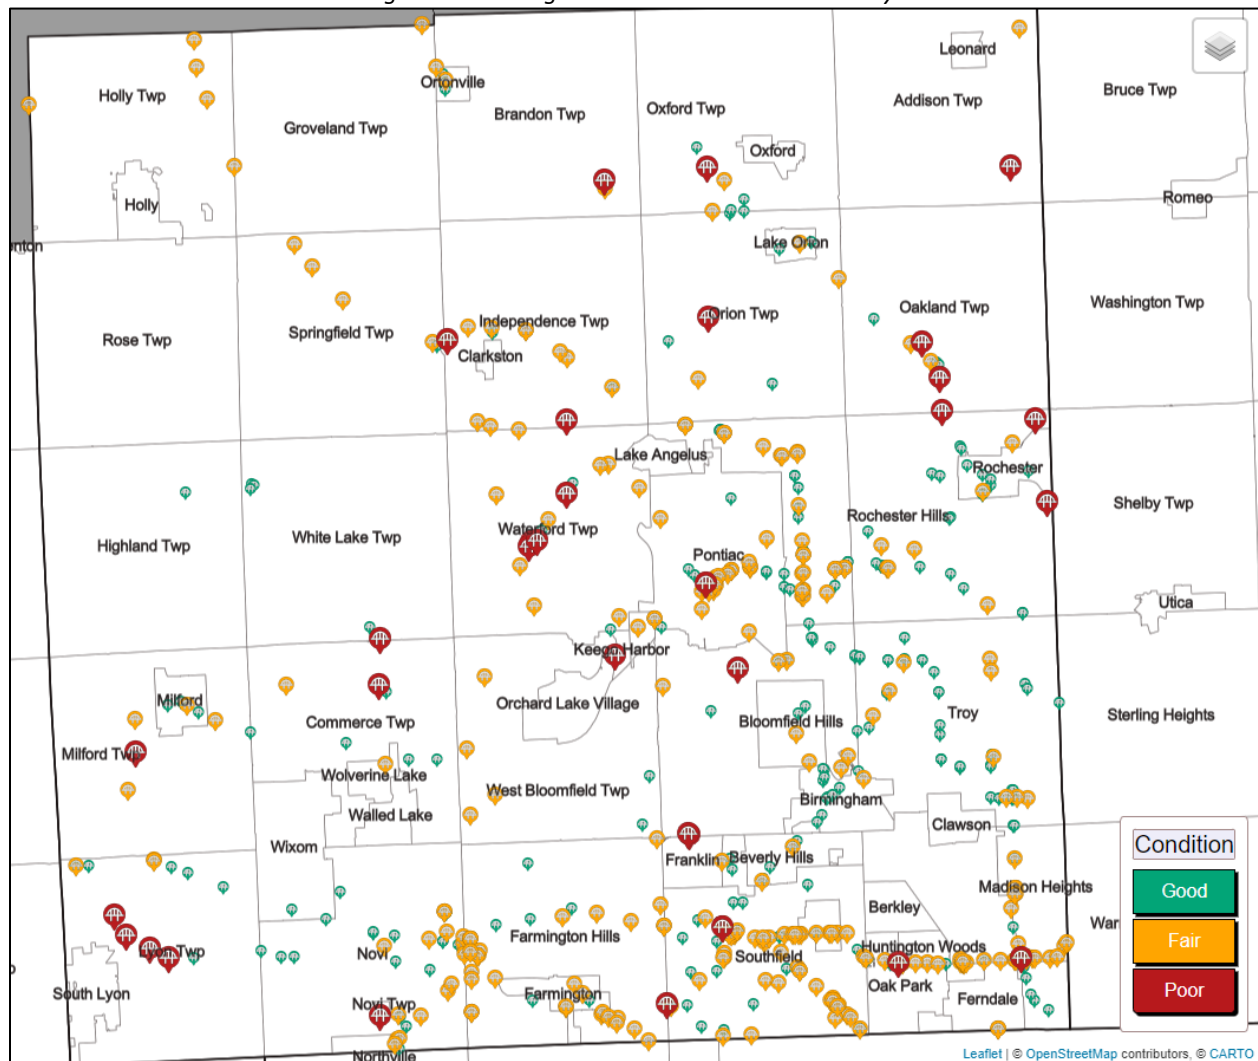 Leonard
Ortonville
Holly Twp
Brandon Twp
Oxford Twp
Addison Twp
Bruce Twp
Groveland Twp
Oxford
Holly
Romeo
nton
Lake Orion
Rose Twp
Springfield Twp
Independence Twp
Clarkston
Orion Twp
Oakland Twp
Washington Twp
Lake Angelus
Rochester
Highland Twp
White Lake Twp
Waterford Twp
Pontiac
Rochester Hills
Shelby Twp
Utica
Keego Harbor
Milford
Commerce Twp
Orchard Lake Village
Bloomfield Hills
Troy
Sterling Heights
Milford Twp
Wolverine Lake
West Bloomfield Twp
Birmingham
Walled Lake
Clawson
Wixom
Franklin
Beverly Hills
Madison Heights
Berkley
War
Lyon Twp
Novi
Farmington Hills
Southfield
Huntington Woods
South Lyon
Novi Twp
Farmington
Oak Park
Ferndale
Northville
Condition
Good
Fair
Poor
Leaflet | © OpenStreetMap contributors, © CARTO